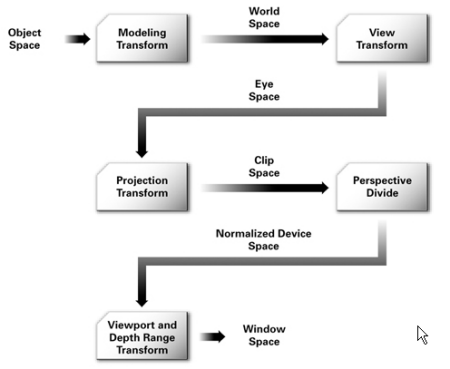 Object
Space
Modeling
Transform
World
Space
View
Transform
Eye
Space
Projection
Transform
Clip
Space
Perspective
Divide
Normalized Device
Space
Viewport and
Depth Range
Transform
Window
Space